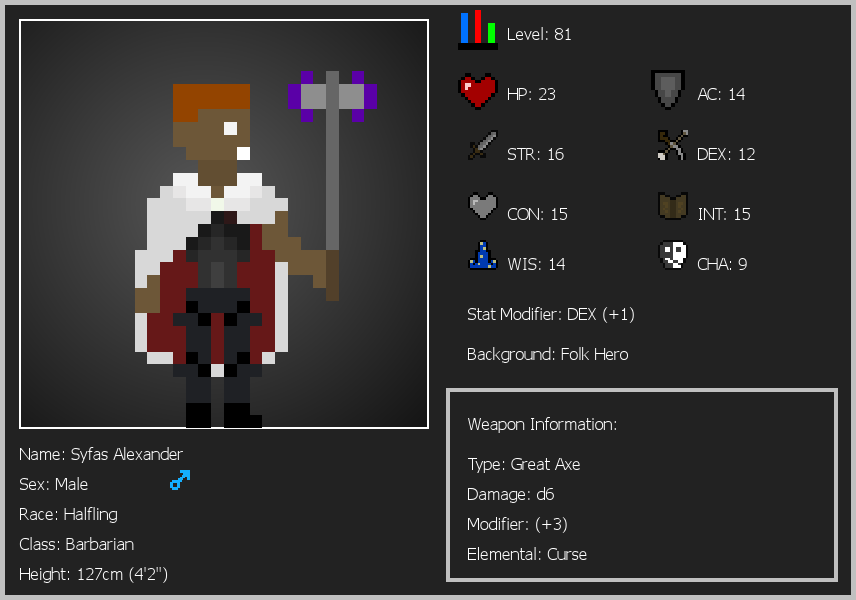 Level: 81
HP: 23
AC: 14
STR: 16
DEX: 12
CON: 15
INT: 15
WIS: 14
CHA: 9
Stat Modifier: DEX (+1)
Background: Folk Hero
Weapon Information:
Type: Great Axe
Damage: d6
Modifier: (+3)
Elemental: Curse
Name: Syfas Alexander
Sex: Male
Race: Halfling
Class: Barbarian
Height: 127cm (4'2")